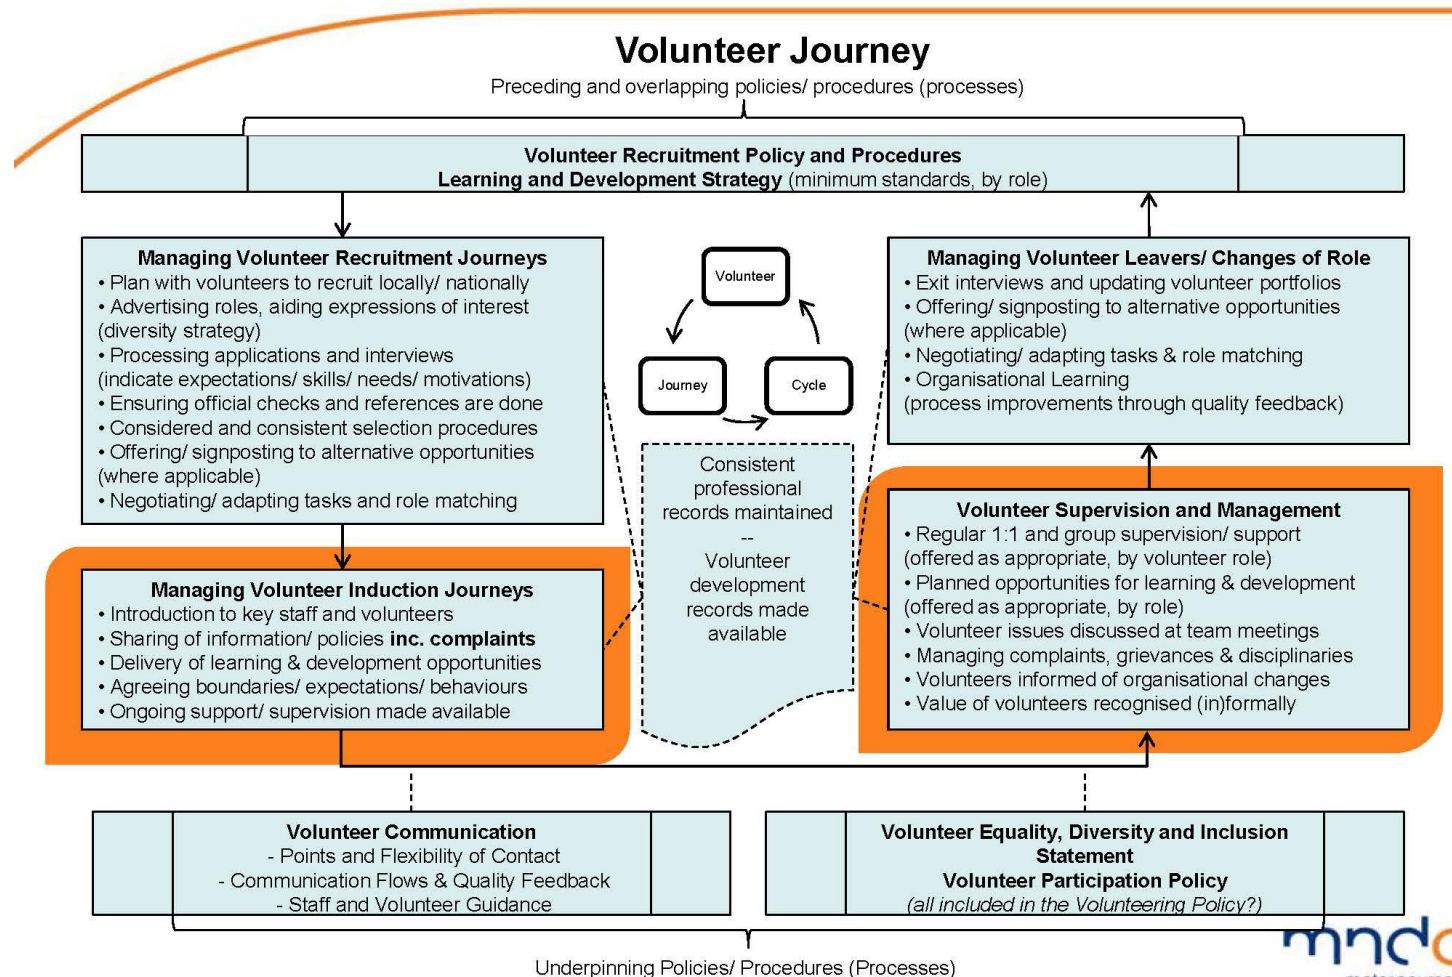 Volunteer Journey
Preceding and overlapping policies/ procedures (processes)
Volunteer Recruitment Policy and Procedures
Learning and Development Strategy (minimum standards, by role)
Managing Volunteer Recruitment Journeys
• Plan with volunteers to recruit locally/ nationally
• Advertising roles, aiding expressions of interest
(diversity strategy)
• Processing applications and interviews
(indicate expectations/ skills/ needs/ motivations)
• Ensuring official checks and references are done
• Considered and consistent selection procedures
• Offering/ signposting to alternative opportunities
(where applicable)
• Negotiating/ adapting tasks and role matching
Volunteer
Journey
Cycle
Managing Volunteer Leavers/ Changes of Role
• Exit interviews and updating volunteer portfolios
• Offering/ signposting to alternative opportunities
(where applicable)
• Negotiating/ adapting tasks & role matching
• Organisational Learning
(process improvements through quality feedback)
Consistent
professional
records maintained
--
Volunteer
development
records made
available
Managing Volunteer Induction Journeys
• Introduction to key staff and volunteers
• Sharing of information/ policies inc. complaints
• Delivery of learning & development opportunities
• Agreeing boundaries/ expectations/ behaviours
• Ongoing support/ supervision made available
Volunteer Supervision and Management
• Regular 1:1 and group supervision/ support
(offered as appropriate, by volunteer role)
• Planned opportunities for learning & development
(offered as appropriate, by role)
• Volunteer issues discussed at team meetings
• Managing complaints, grievances & disciplinaries
• Volunteers informed of organisational changes
• Value of volunteers recognised (in)formally
Volunteer Communication
- Points and Flexibility of Contact
- Communication Flows & Quality Feedback
- Staff and Volunteer Guidance
Volunteer Equality, Diversity and Inclusion
Statement
Volunteer Participation Policy
(all included in the Volunteering Policy?)
Underpinning Policies/ Procedures (Processes)
mnd